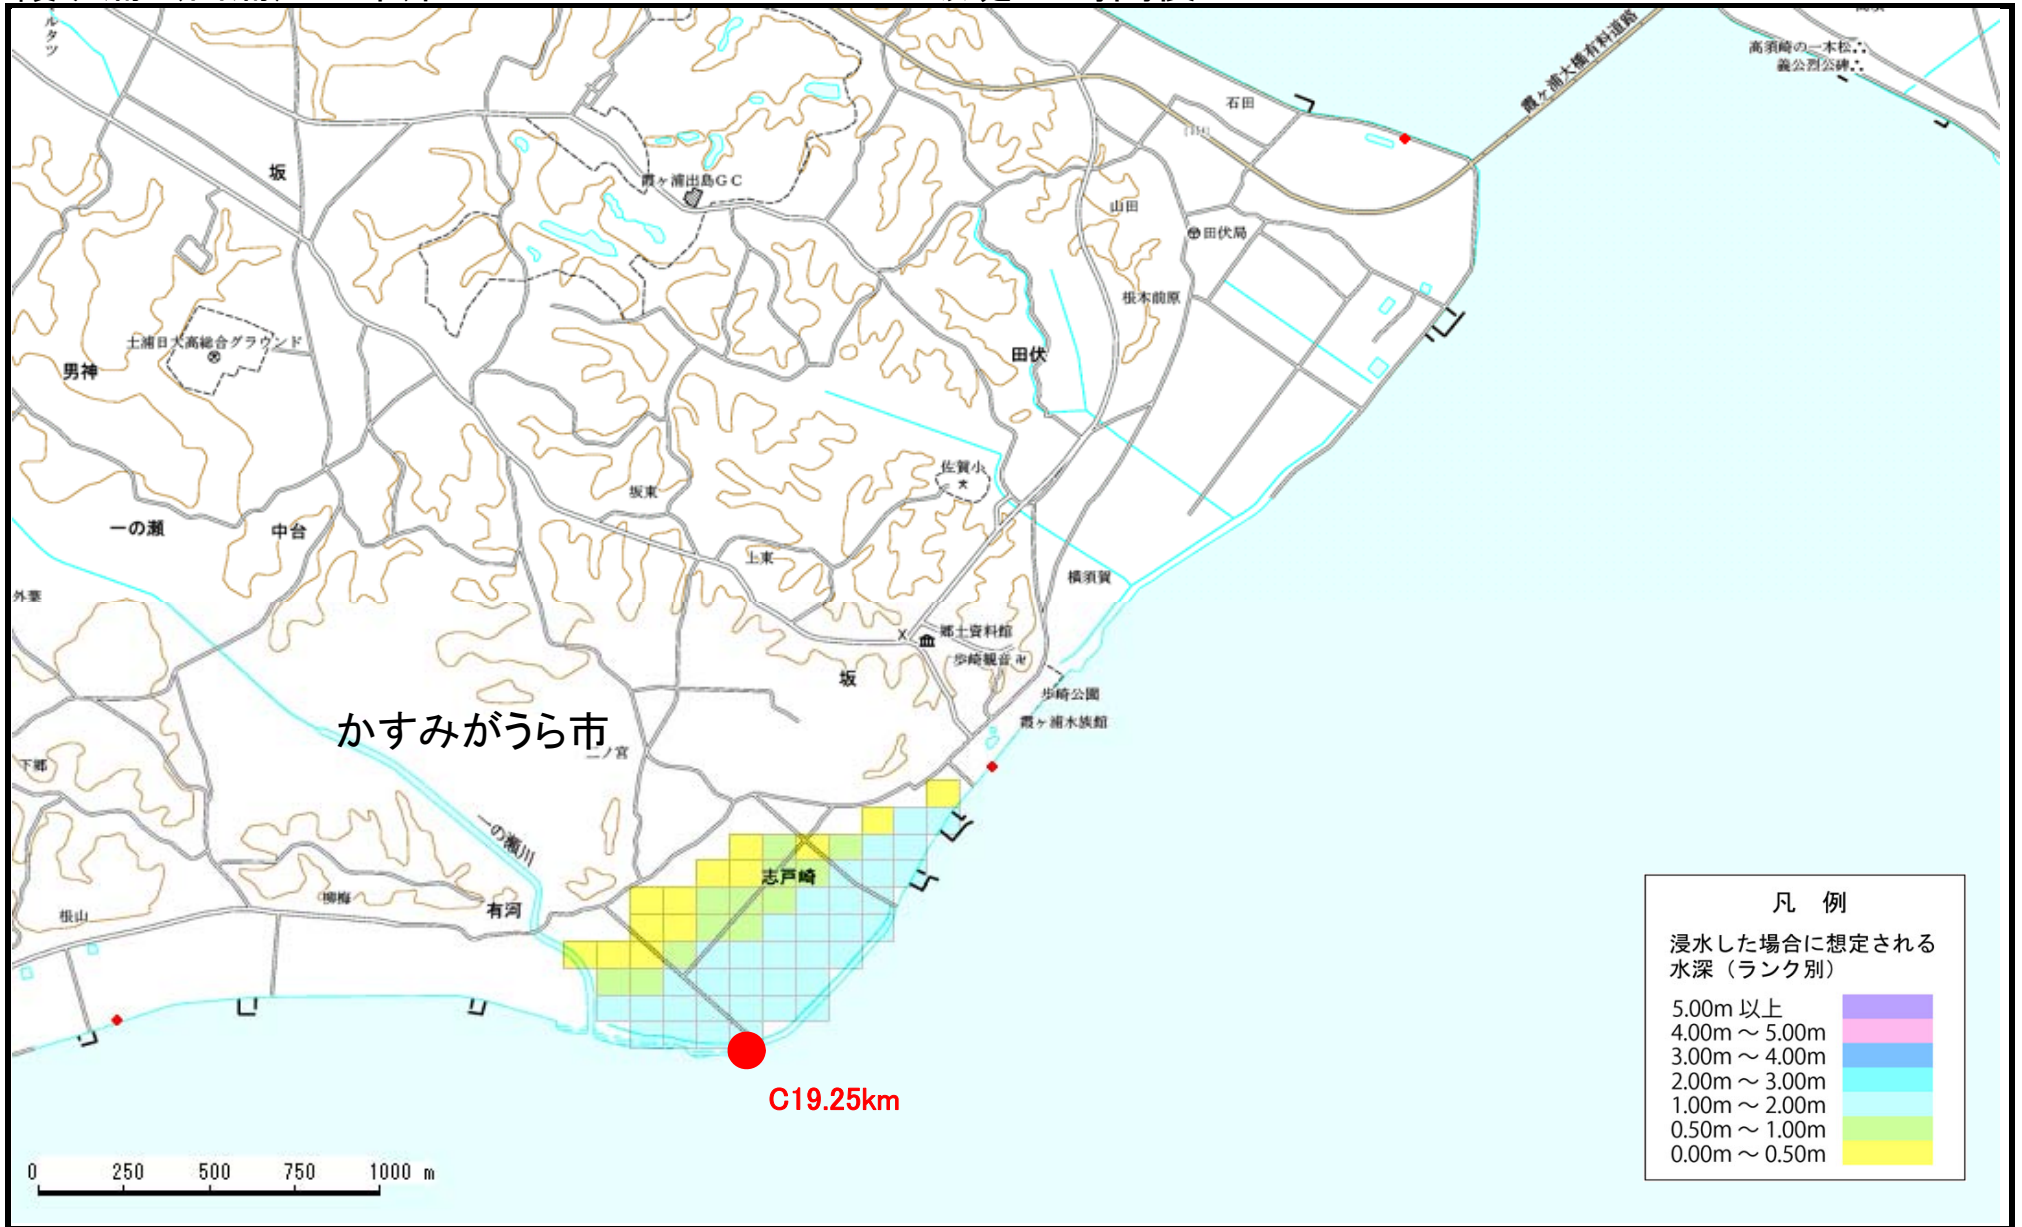 ルタツ
高須崎の一本松
義公烈公碑
霞ヶ浦大橋有料道路
石田
坂
霞ヶ浦出島GC
山田
田伏局
根木前原
土浦日大高総合グラウンド
男神
田伏
佐賀小
坂東
一の瀬
中台
上東
横須賀
外輩
郷土資料館
歩崎観音
坂
歩崎公園
霞ヶ浦水族館
かすみがうら市
二ノ宮
下郷
一の瀬川
志戸崎
柳梅
有河
根山
C19.25km
凡 例
浸水した場合に想定される
水深(ランク別)
5.00m 以上
4.00m ~ 5.00m
3.00m ~ 4.00m
2.00m ~ 3.00m
1.00m ~ 2.00m
0.50m ~ 1.00m
0.00m ~ 0.50m
0 250 500 750 1000 m